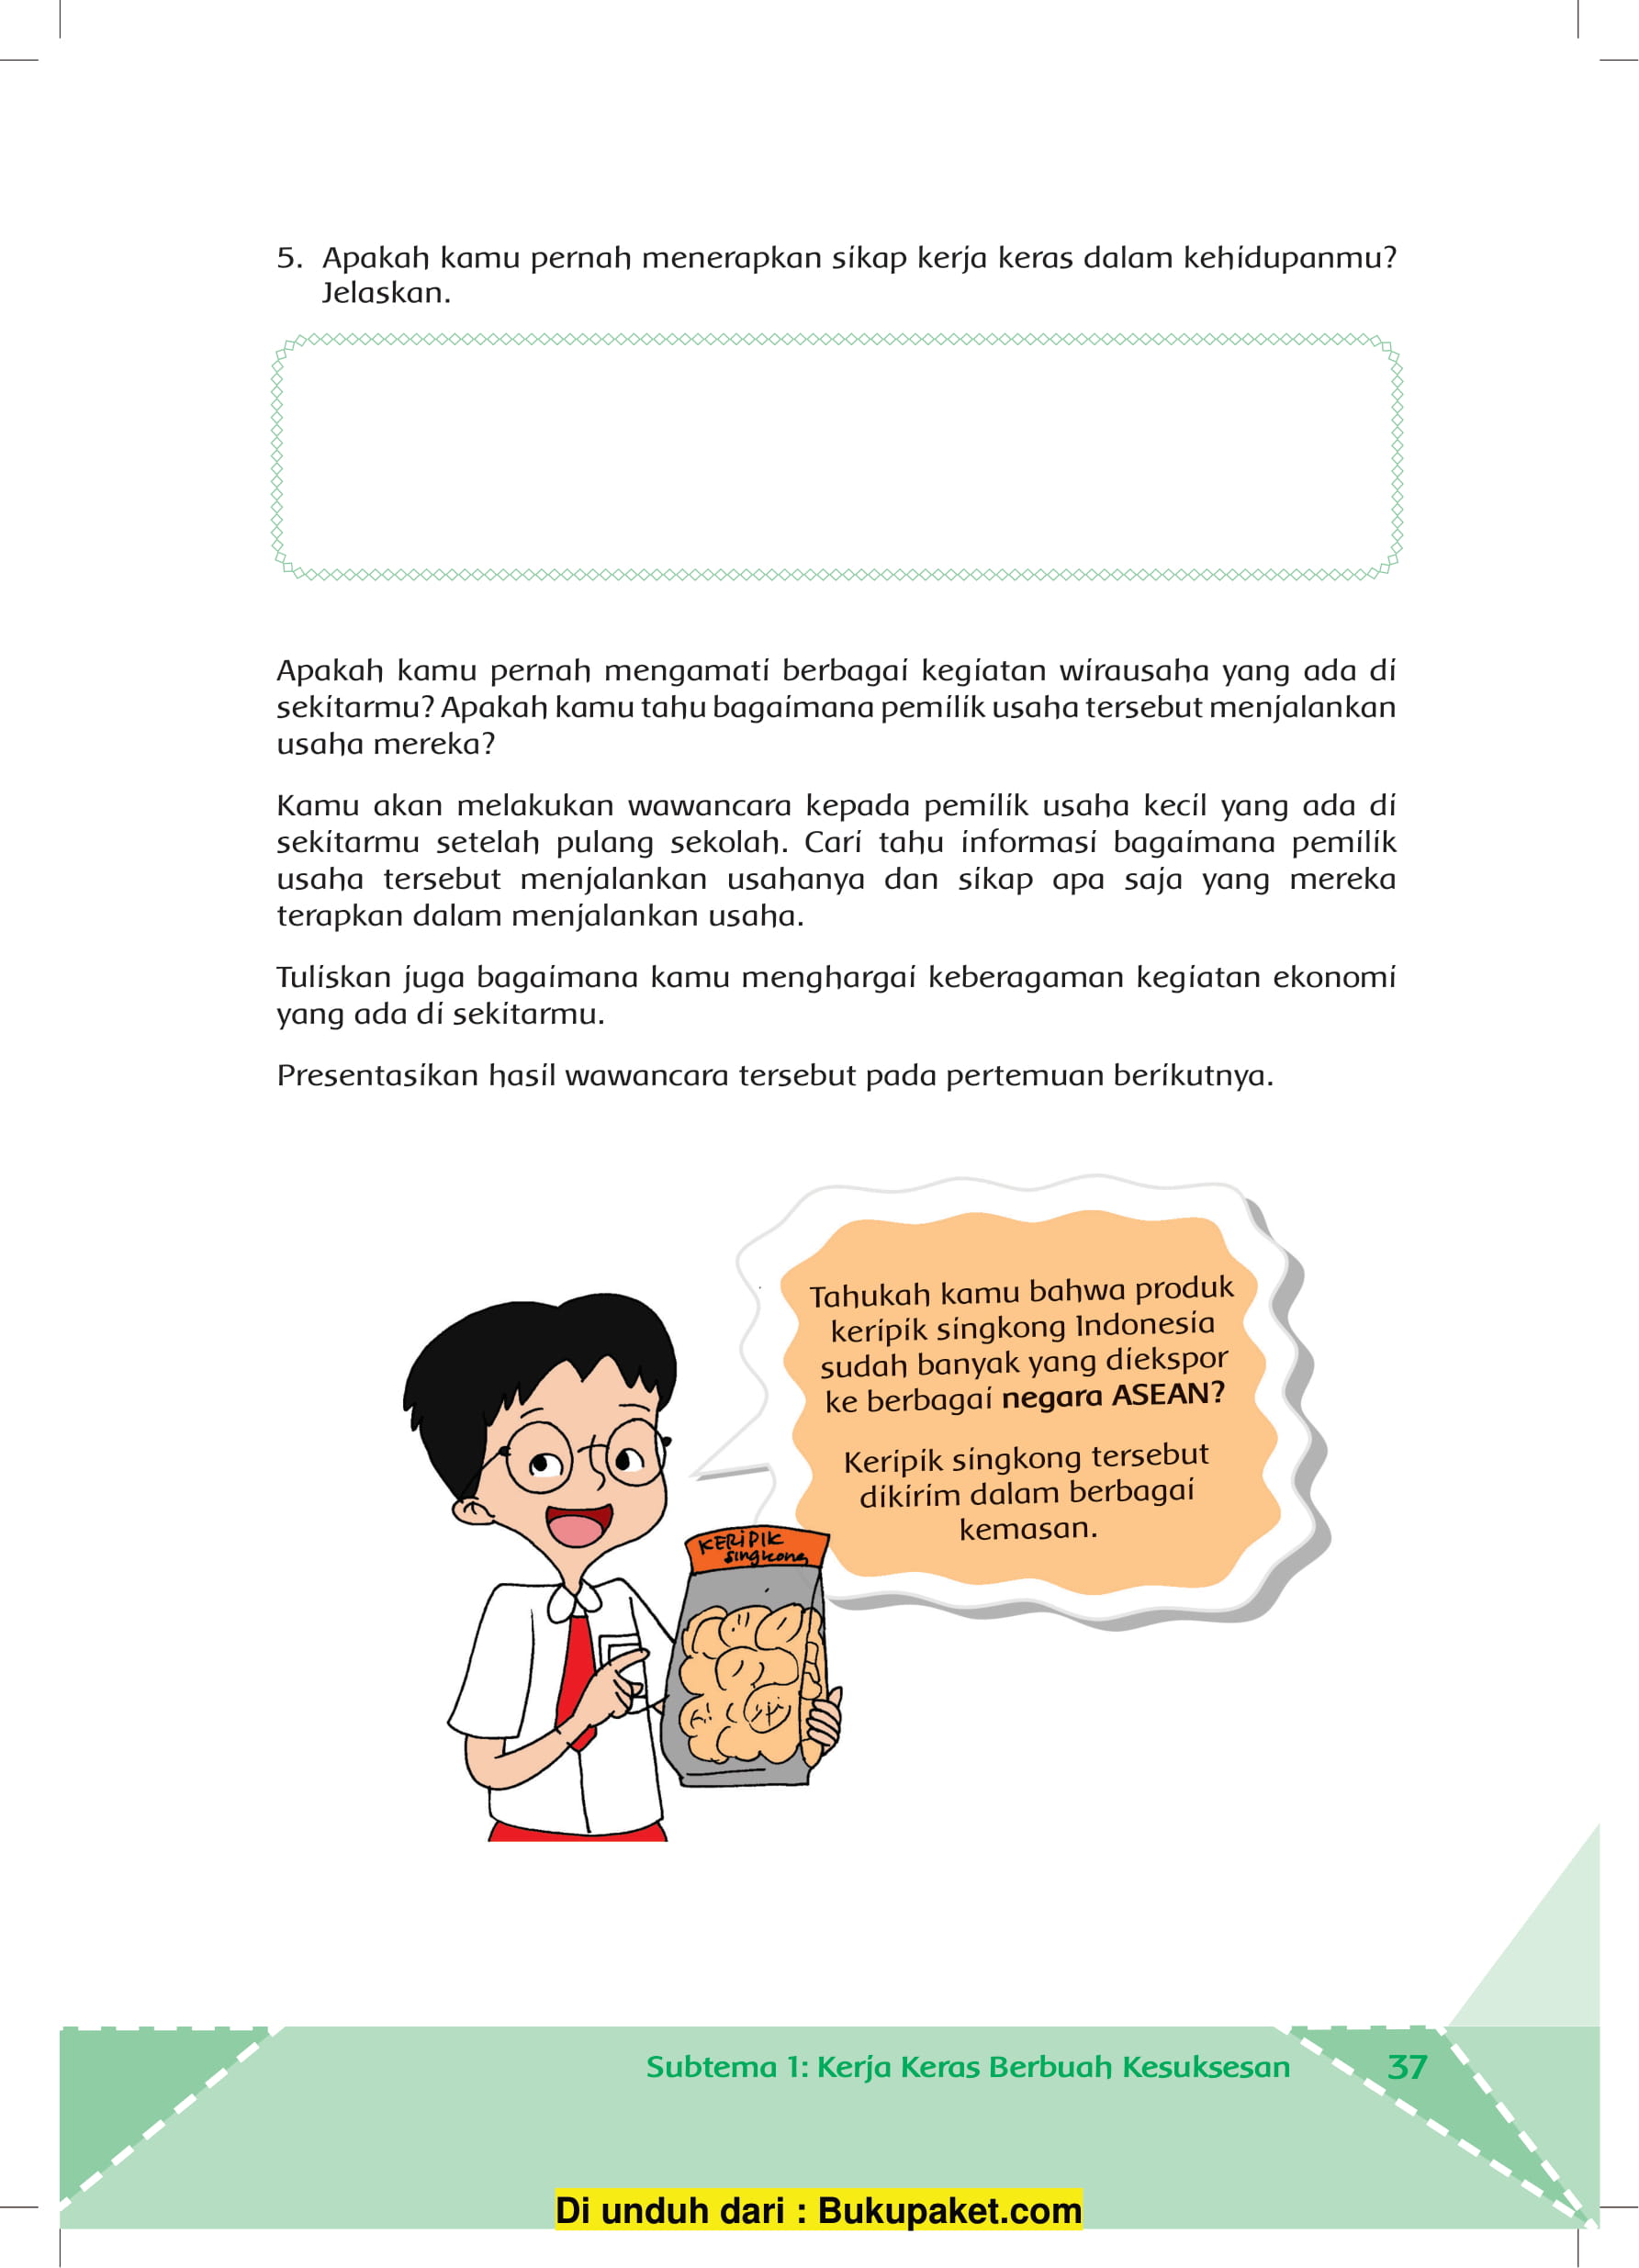 5. Apakah kamu pernah menerapkan sikap kerja keras dalam kehidupanmu?
Jelaskan.
Apakah kamu pernah mengamati berbagai kegiatan wirausaha yang ada di
sekitarmu? Apakah kamu tahu bagaimana pemilik usaha tersebut menjalankan
usaha mereka?
Kamu akan melakukan wawancara kepada pemilik usaha kecil yang ada di
sekitarmu setelah pulang sekolah. Cari tahu informasi bagaimana pemilik
usaha tersebut menjalankan usahanya dan sikap apa saja yang mereka
terapkan dalam menjalankan usaha.
Tuliskan juga bagaimana kamu menghargai keberagaman kegiatan ekonomi
yang ada di sekitarmu.
Presentasikan hasil wawancara tersebut pada pertemuan berikutnya.
Tahukah kamu bahwa produk
keripik singkong Indonesia
sudah banyak yang diekspor
ke berbagai negara ASEAN?
Keripik singkong tersebut
dikirim dalam berbagai
kemasan.
KERIPIK
singkong
Subtema 1: Kerja Keras Berbuah Kesuksesan 37
Di unduh dari : Bukupaket.com